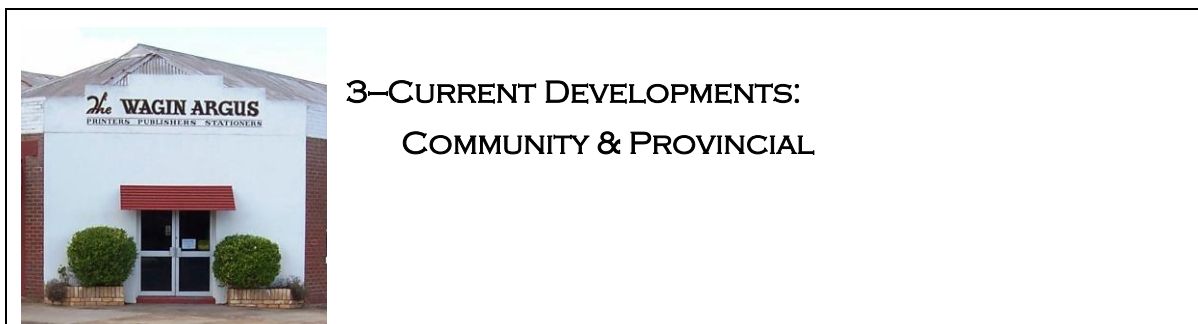 The WAGIN ARGUS
PRINTERS PUBLISHERS STATIONERS
3–CURRENT DEVELOPMENTS:
COMMUNITY & PROVINCIAL